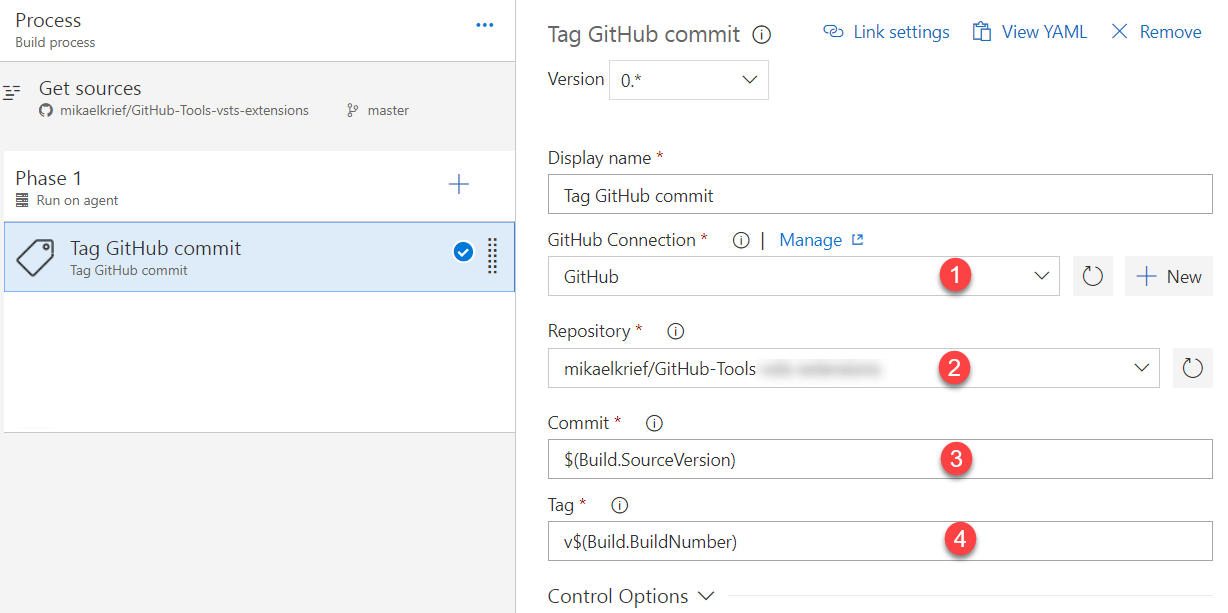 Process
Build process
Get sources
mikaelkrief/GitHub-Tools-vsts-extensions master
Phase 1
Run on agent
Tag GitHub commit
Tag GitHub commit
Tag GitHub commit
Link settings View YAML Remove
Version 0.*
Display name *
Tag GitHub commit
GitHub Connection * | Manage
GitHub 1 New
Repository *
mikaelkrief/GitHub-Tools 2
Commit *
$(Build.SourceVersion) 3
Tag *
v$(Build.BuildNumber) 4
Control Options